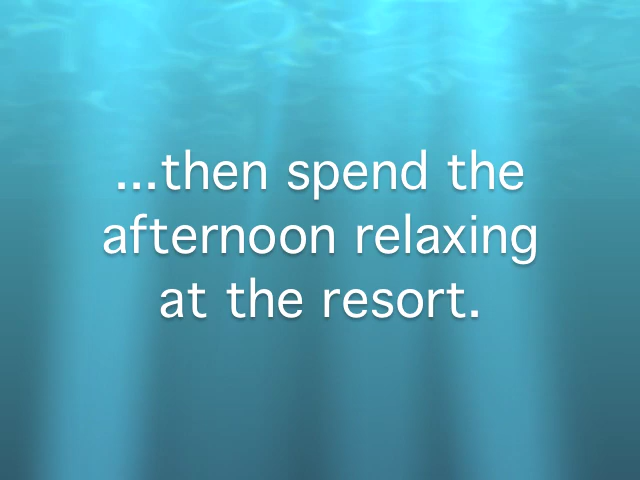 ...then spend the
afternoon relaxing
at the resort.